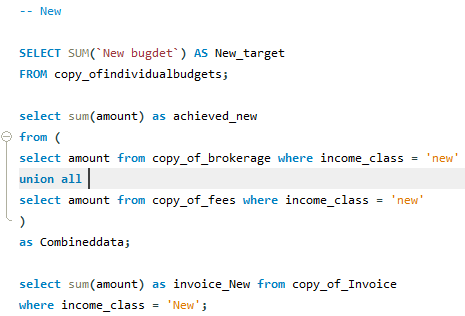 -- New
SELECT SUM(`New bugdet`) AS New_target
FROM copy_ofindividualbudgets;
select sum(amount) as achieved_new
from (
select amount from copy_of_brokerage where income_class = 'new'
union all
select amount from copy_of_fees where income_class = 'new'
)
as Combineddata;
select sum(amount) as invoice_New from copy_of_Invoice
where income_class = 'New';